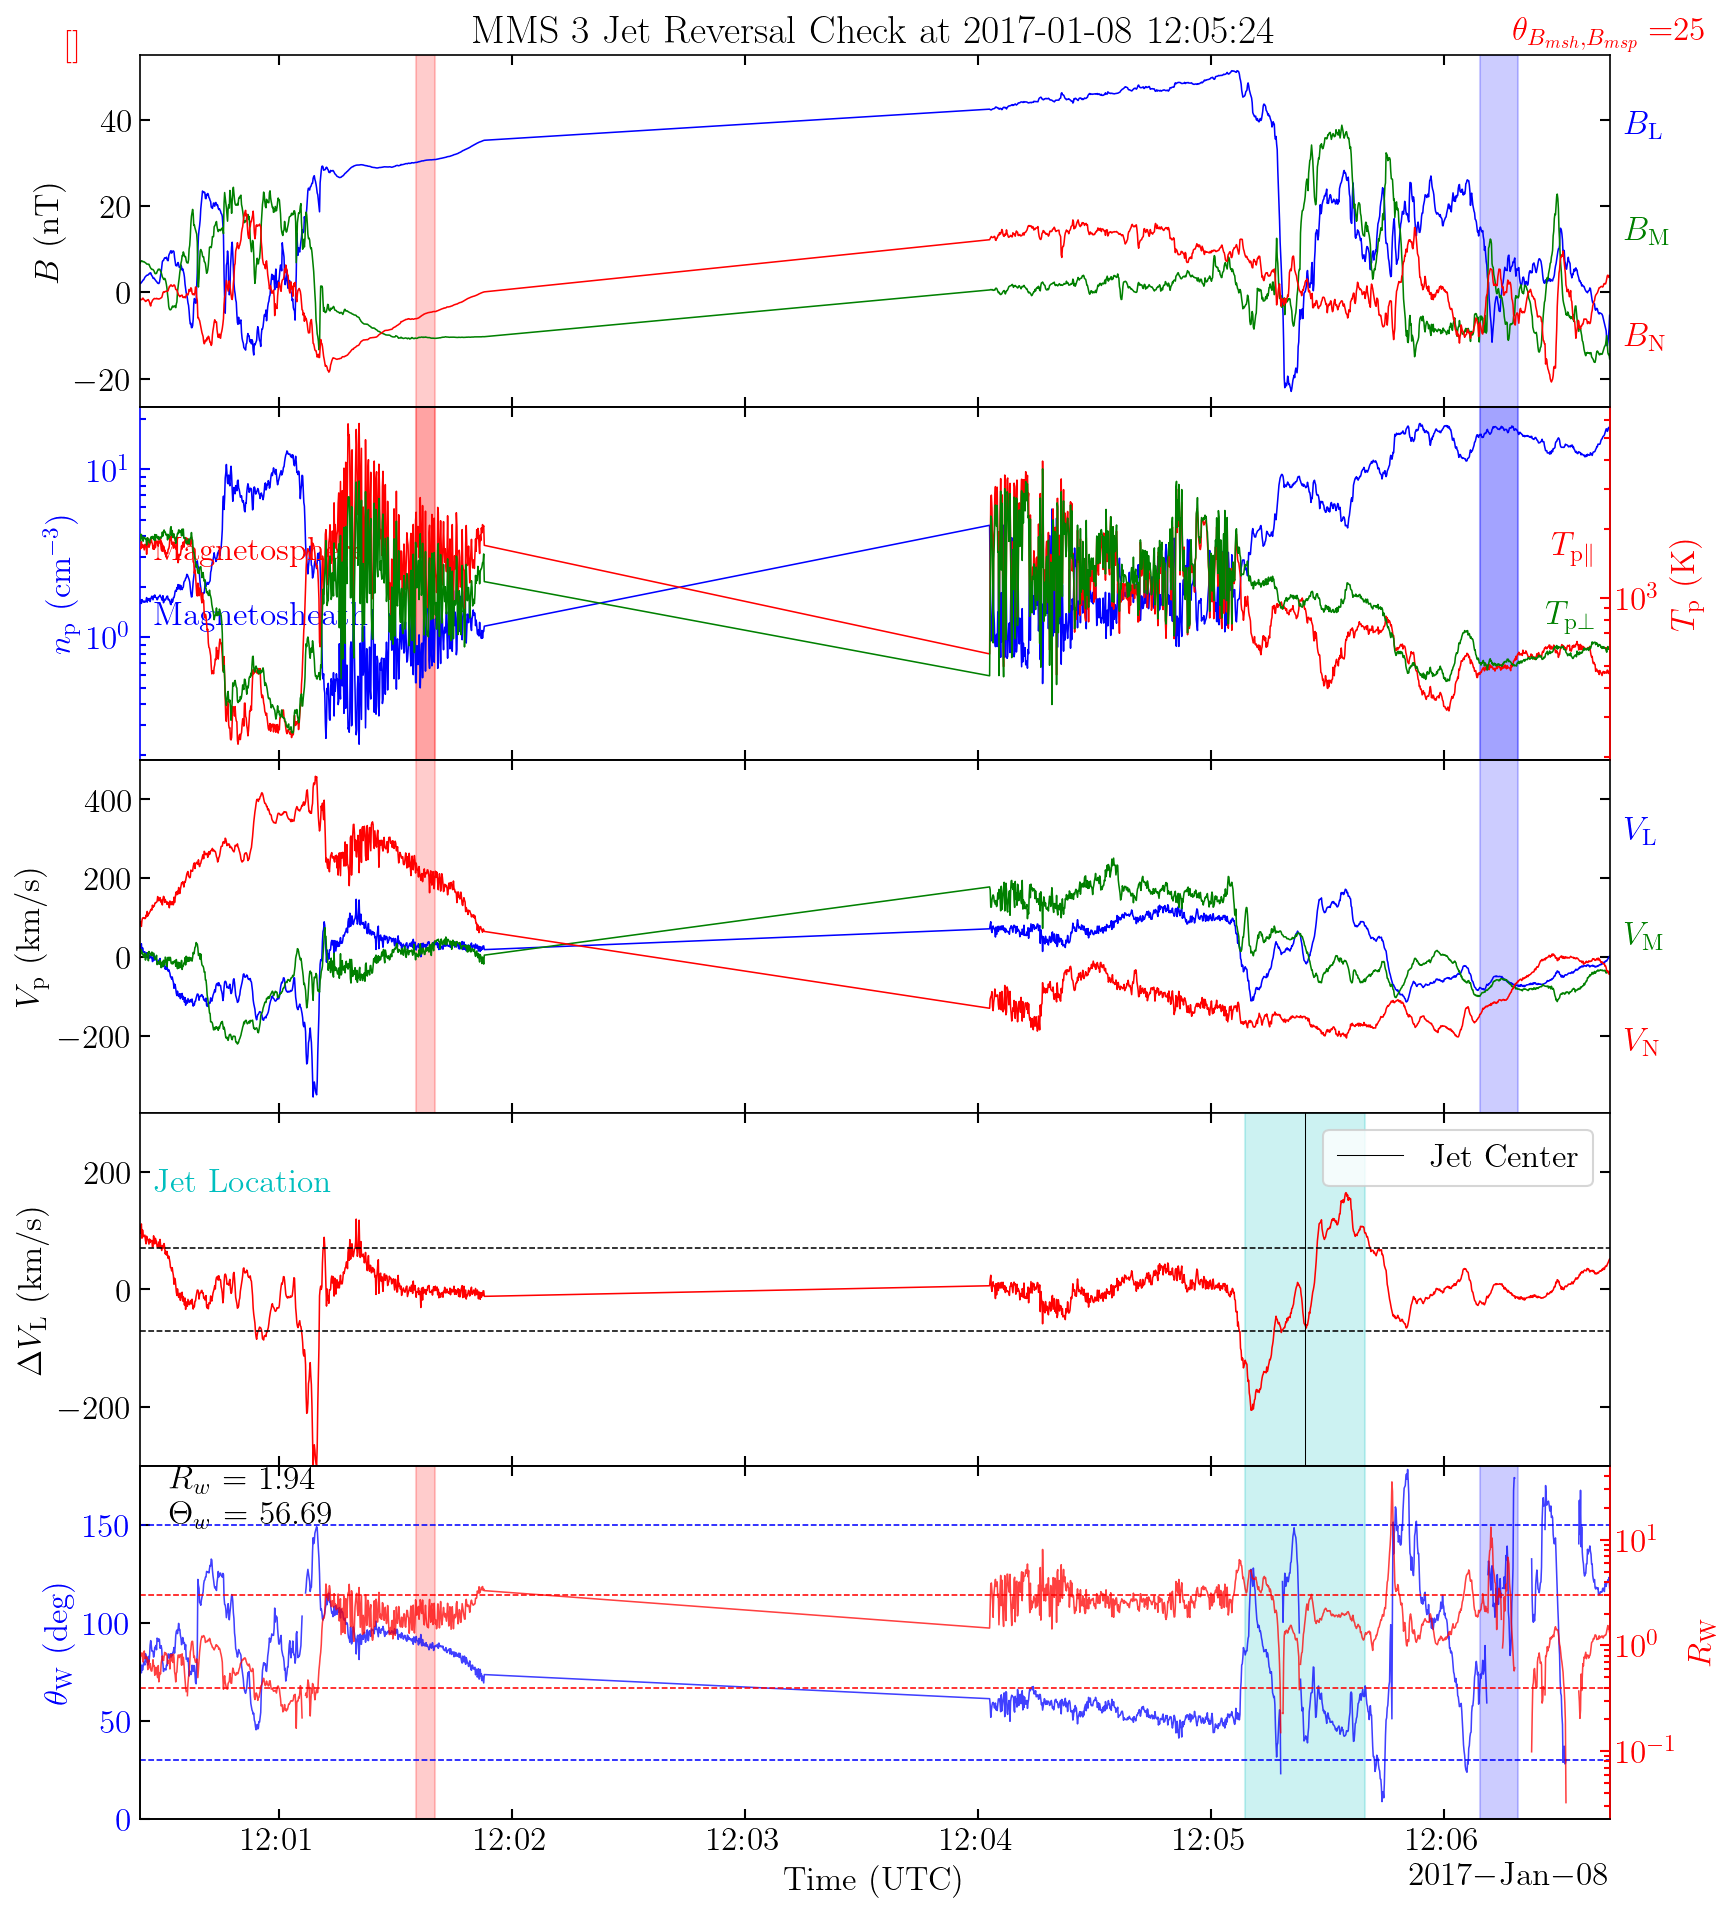 MMS 3 Jet Reversal Check at 2017-01-08 12:05:24
[] θ_{B_{msh},B_{msp}} =25
B (nT)
40
20
0
−20
B_L
B_M
B_N
n_p (cm^{−3})
10^1
10^0
Magnetosphere
Magnetosheath
T_{p∥}
T_{p⊥}
10^3
T_p (K)
V_p (km/s)
400
200
0
−200
V_L
V_M
V_N
ΔV_L (km/s)
200
0
−200
Jet Location
Jet Center
R_w = 1.94
Θ_w = 56.69
θ_W (deg)
150
100
50
0
10^1
10^0
10^{−1}
R_W
12:01 12:02 12:03 12:04 12:05 12:06
Time (UTC)
2017−Jan−08